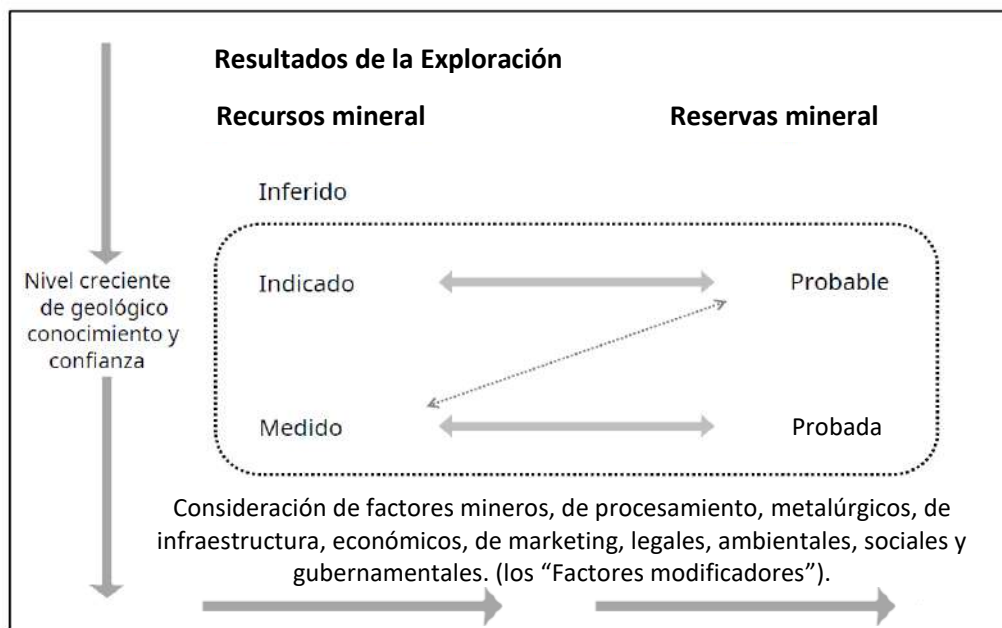 Resultados de la Exploración
Recursos mineral
Reservas mineral
Inferido
Indicado
Probable
Nivel creciente
de geológico
conocimiento y
confianza
Medido
Probada
Consideración de factores mineros, de procesamiento, metalúrgicos, de
infraestructura, económicos, de marketing, legales, ambientales, sociales y
gubernamentales. (los “Factores modificadores”).